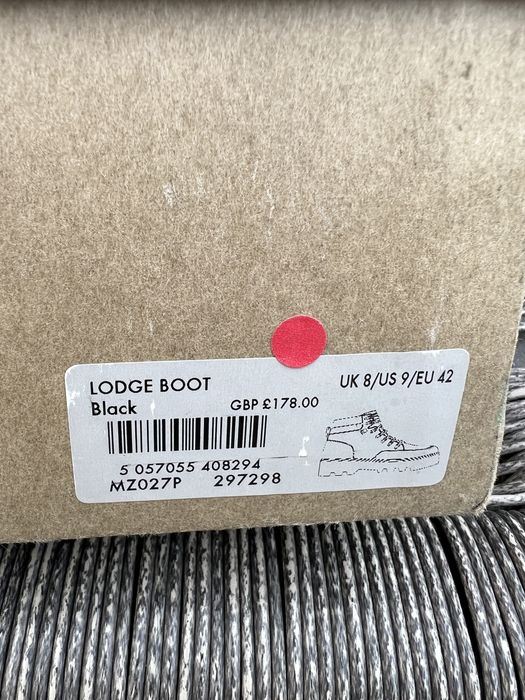 LODGE BOOT
UK 8/US 9/EU 42
Black
GBP £178.00
5 057055 408294
MZ027P 297298